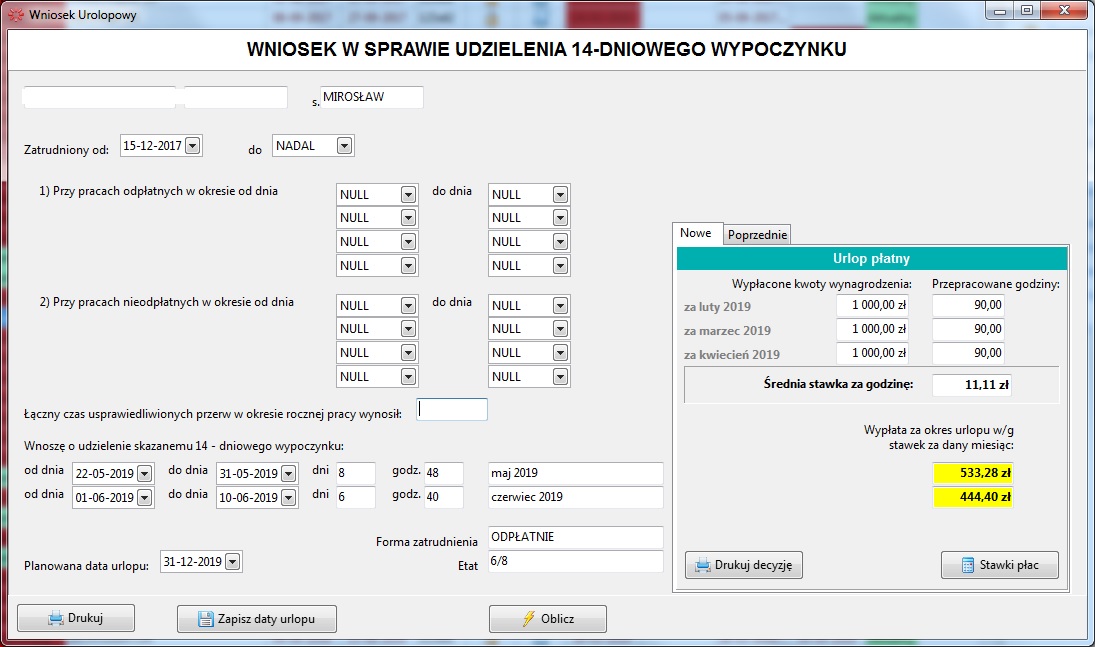 Wniosek Urlopowy
WNIOSEK W SPRAWIE UDZIELENIA 14-DNIOWEGO WYPOCZYNKU
s. MIROSŁAW
Zatrudniony od: 15-12-2017 do NADAL
1) Przy pracach odpłatnych w okresie od dnia NULL do dnia NULL
NULL NULL
NULL NULL
NULL NULL
2) Przy pracach nieodpłatnych w okresie od dnia NULL do dnia NULL
NULL NULL
NULL NULL
NULL NULL
Łączny czas usprawiedliwionych przerw w okresie rocznej pracy wynosił:
Wnoszę o udzielenie skazanemu 14 - dniowego wypoczynku:
od dnia 22-05-2019 do dnia 31-05-2019 dni 8 godz. 48 maj 2019
od dnia 01-06-2019 do dnia 10-06-2019 dni 6 godz. 40 czerwiec 2019
Forma zatrudnienia ODPŁATNIE
Planowana data urlopu: 31-12-2019 Etat 6/8
Nowe Poprzednie
Urlop płatny
Wypłacone kwoty wynagrodzenia: Przepracowane godziny:
za luty 2019 1 000,00 zł 90,00
za marzec 2019 1 000,00 zł 90,00
za kwiecień 2019 1 000,00 zł 90,00
Średnia stawka za godzinę: 11,11 zł
Wypłata za okres urlopu w/g
stawek za dany miesiąc:
533,28 zł
444,40 zł
Drukuj decyzję Stawki płac
Drukuj Zapisz daty urlopu Oblicz